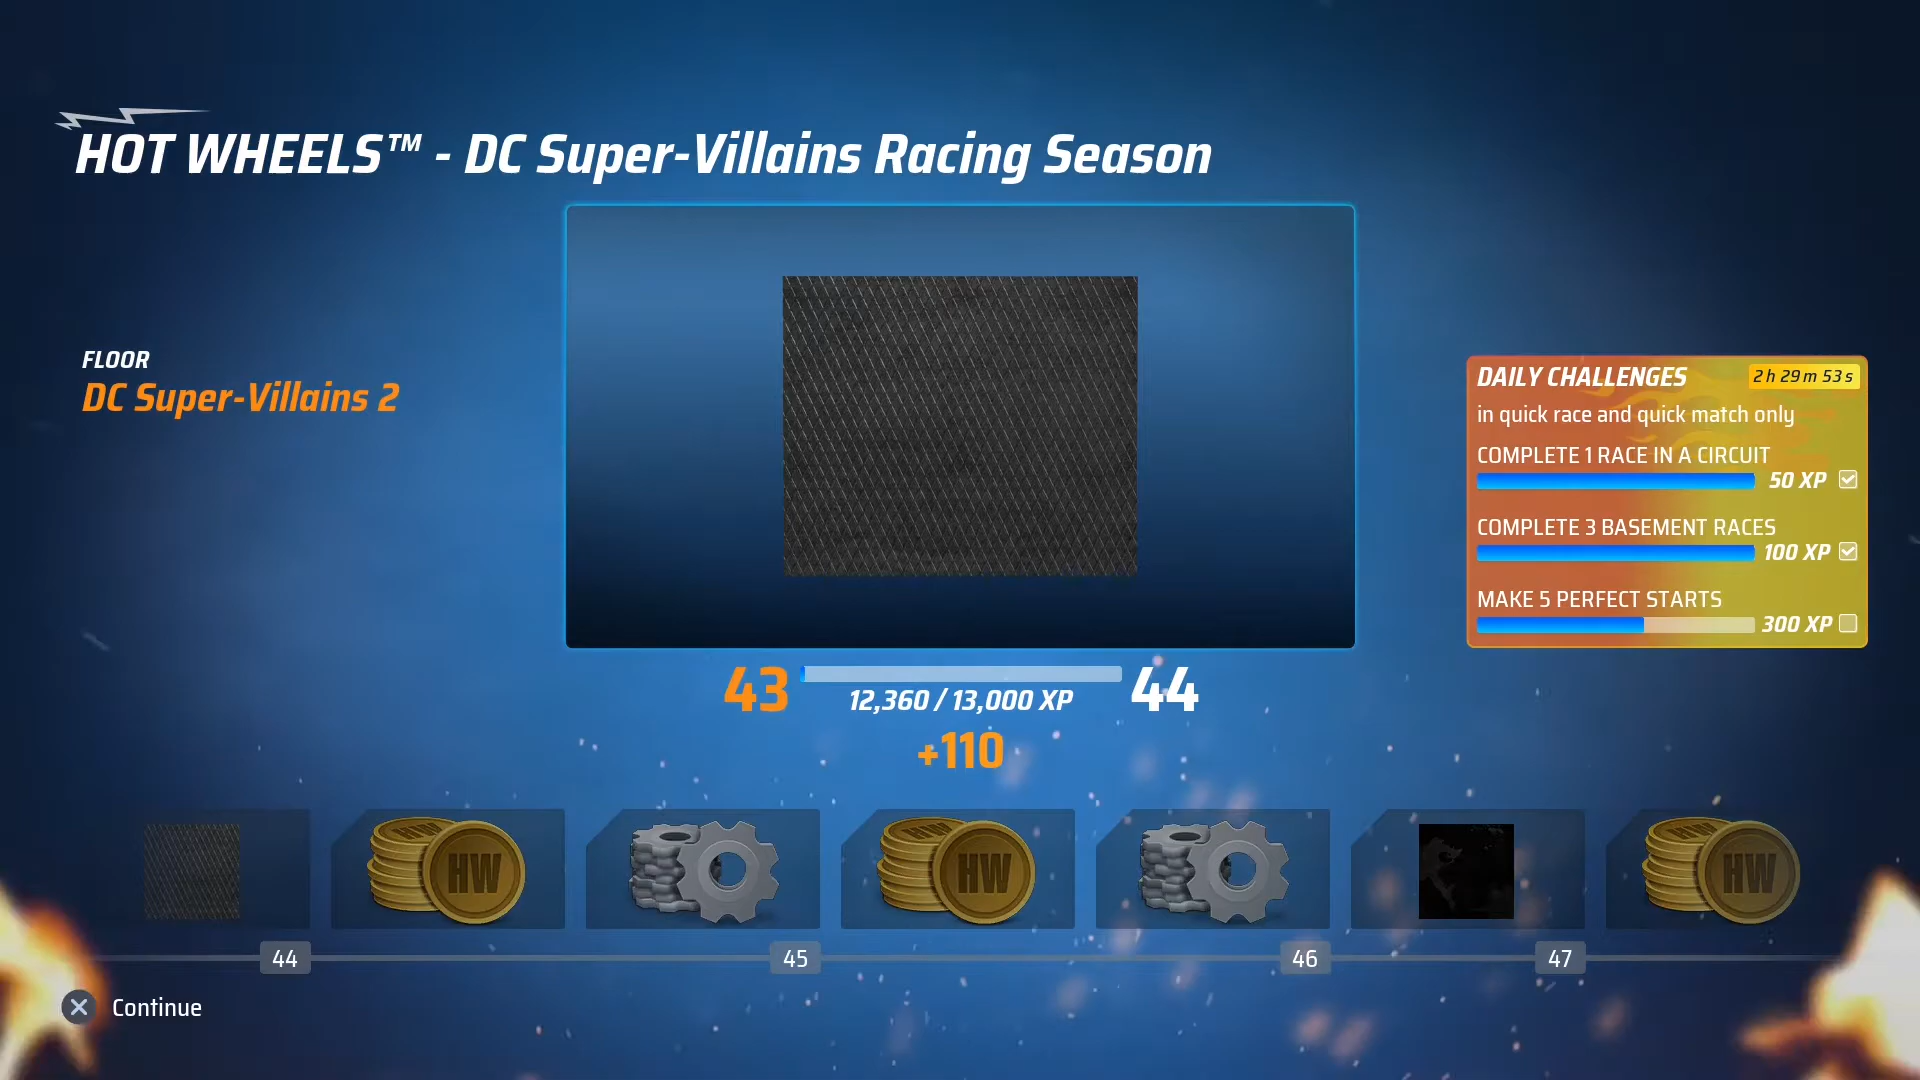 HOT WHEELS™ - DC Super-Villains Racing Season
FLOOR
DC Super-Villains 2
DAILY CHALLENGES
2 h 29 m 53 s
in quick race and quick match only
COMPLETE 1 RACE IN A CIRCUIT
50 XP
COMPLETE 3 BASEMENT RACES
100 XP
MAKE 5 PERFECT STARTS
300 XP
43
12,360 / 13,000 XP
44
+110
HW
HW
HW
44
45
46
47
Continue